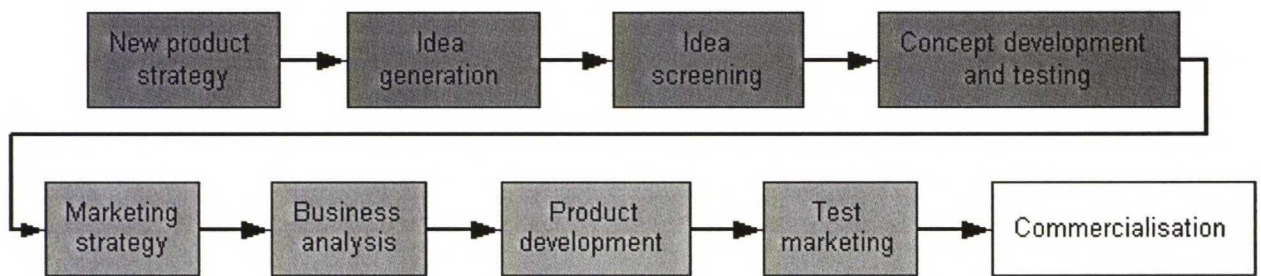 New product
strategy
Idea
generation
Idea
screening
Concept development
and testing
Marketing
strategy
Business
analysis
Product
development
Test
marketing
Commercialisation